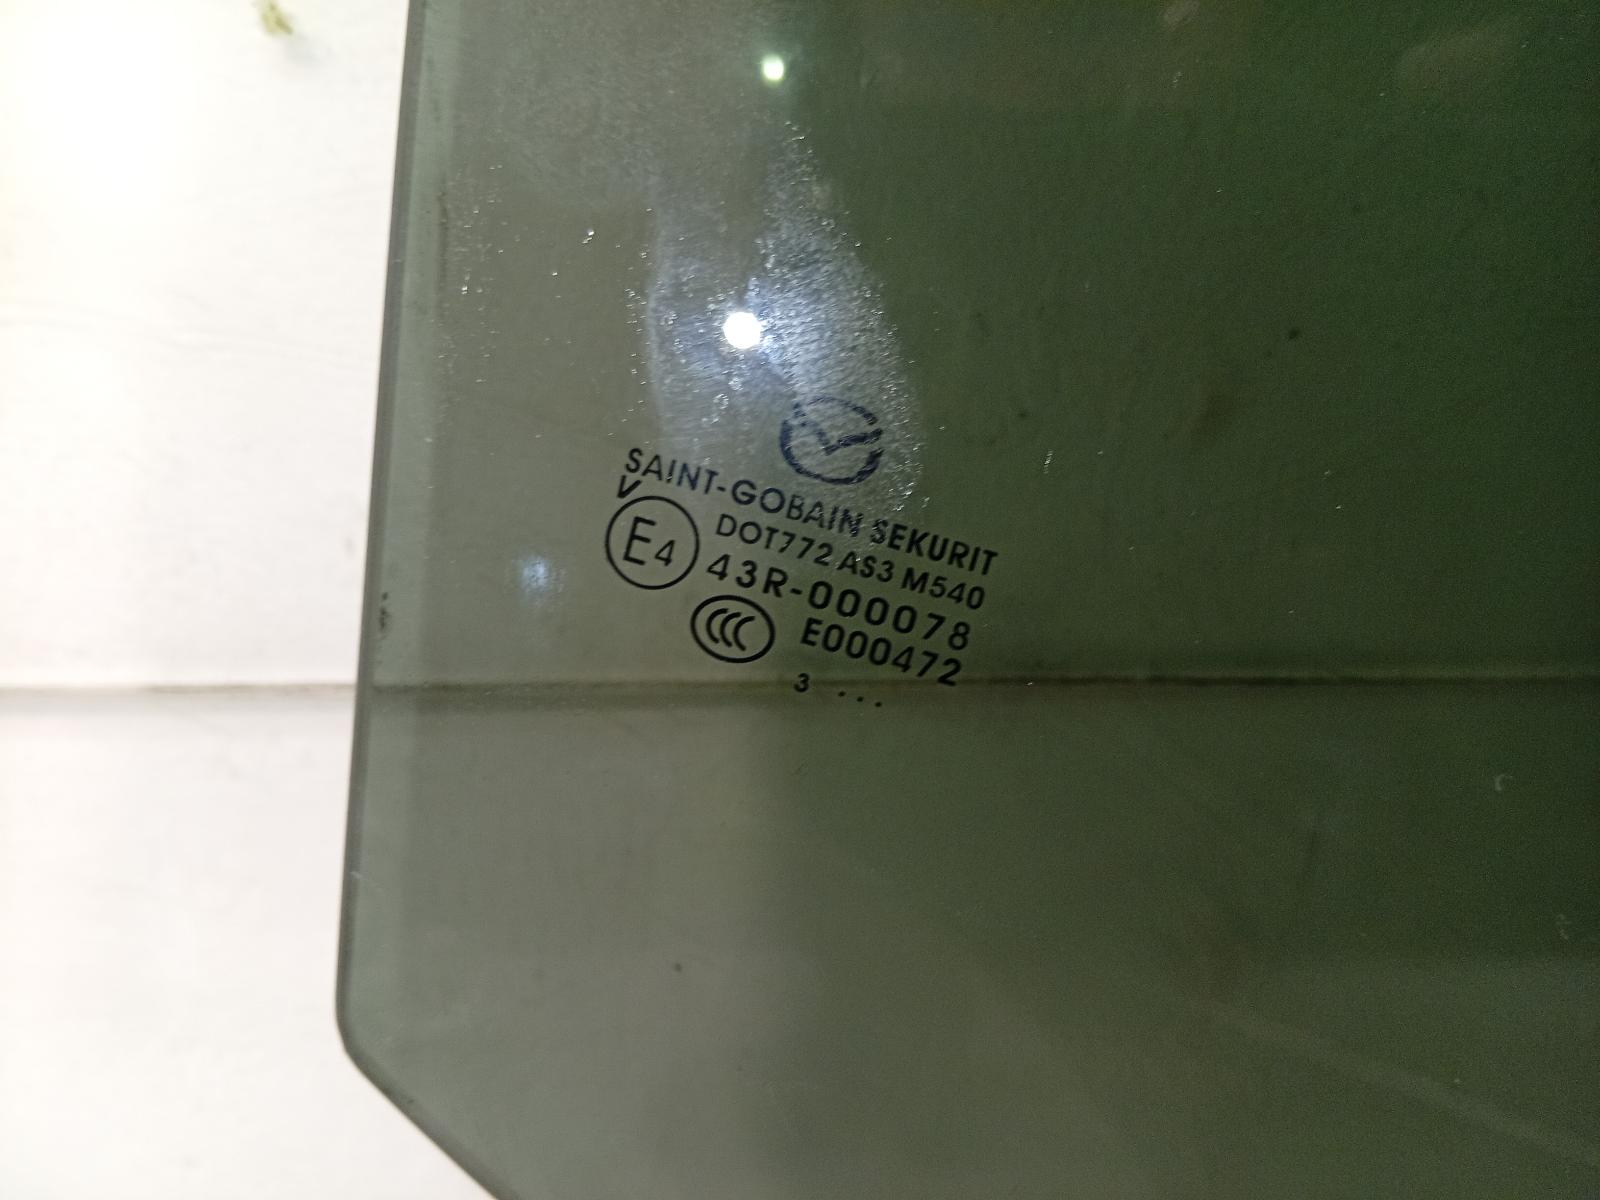 SAINT-GOBAIN SEKURIT
V
DOT772 AS3 M540
E4 43R-000078
CCC E000472
3 ...